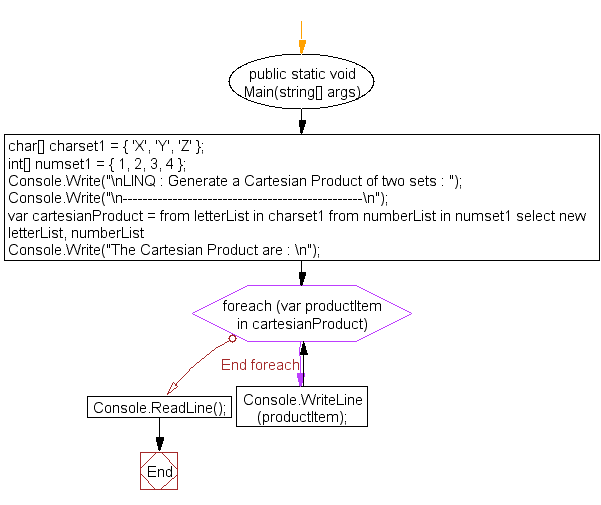 public static void
Main(string[] args)
char[] charset1 = { 'X', 'Y', 'Z' };
int[] numset1 = { 1, 2, 3, 4 };
Console.Write("\nLINQ : Generate a Cartesian Product of two sets : ");
Console.Write("\n------------------------------------------------\n");
var cartesianProduct = from letterList in charset1 from numberList in numset1 select new
letterList, numberList
Console.Write("The Cartesian Product are : \n");
foreach (var productItem
in cartesianProduct)
End foreach
Console.WriteLine
(productItem);
Console.ReadLine();
End